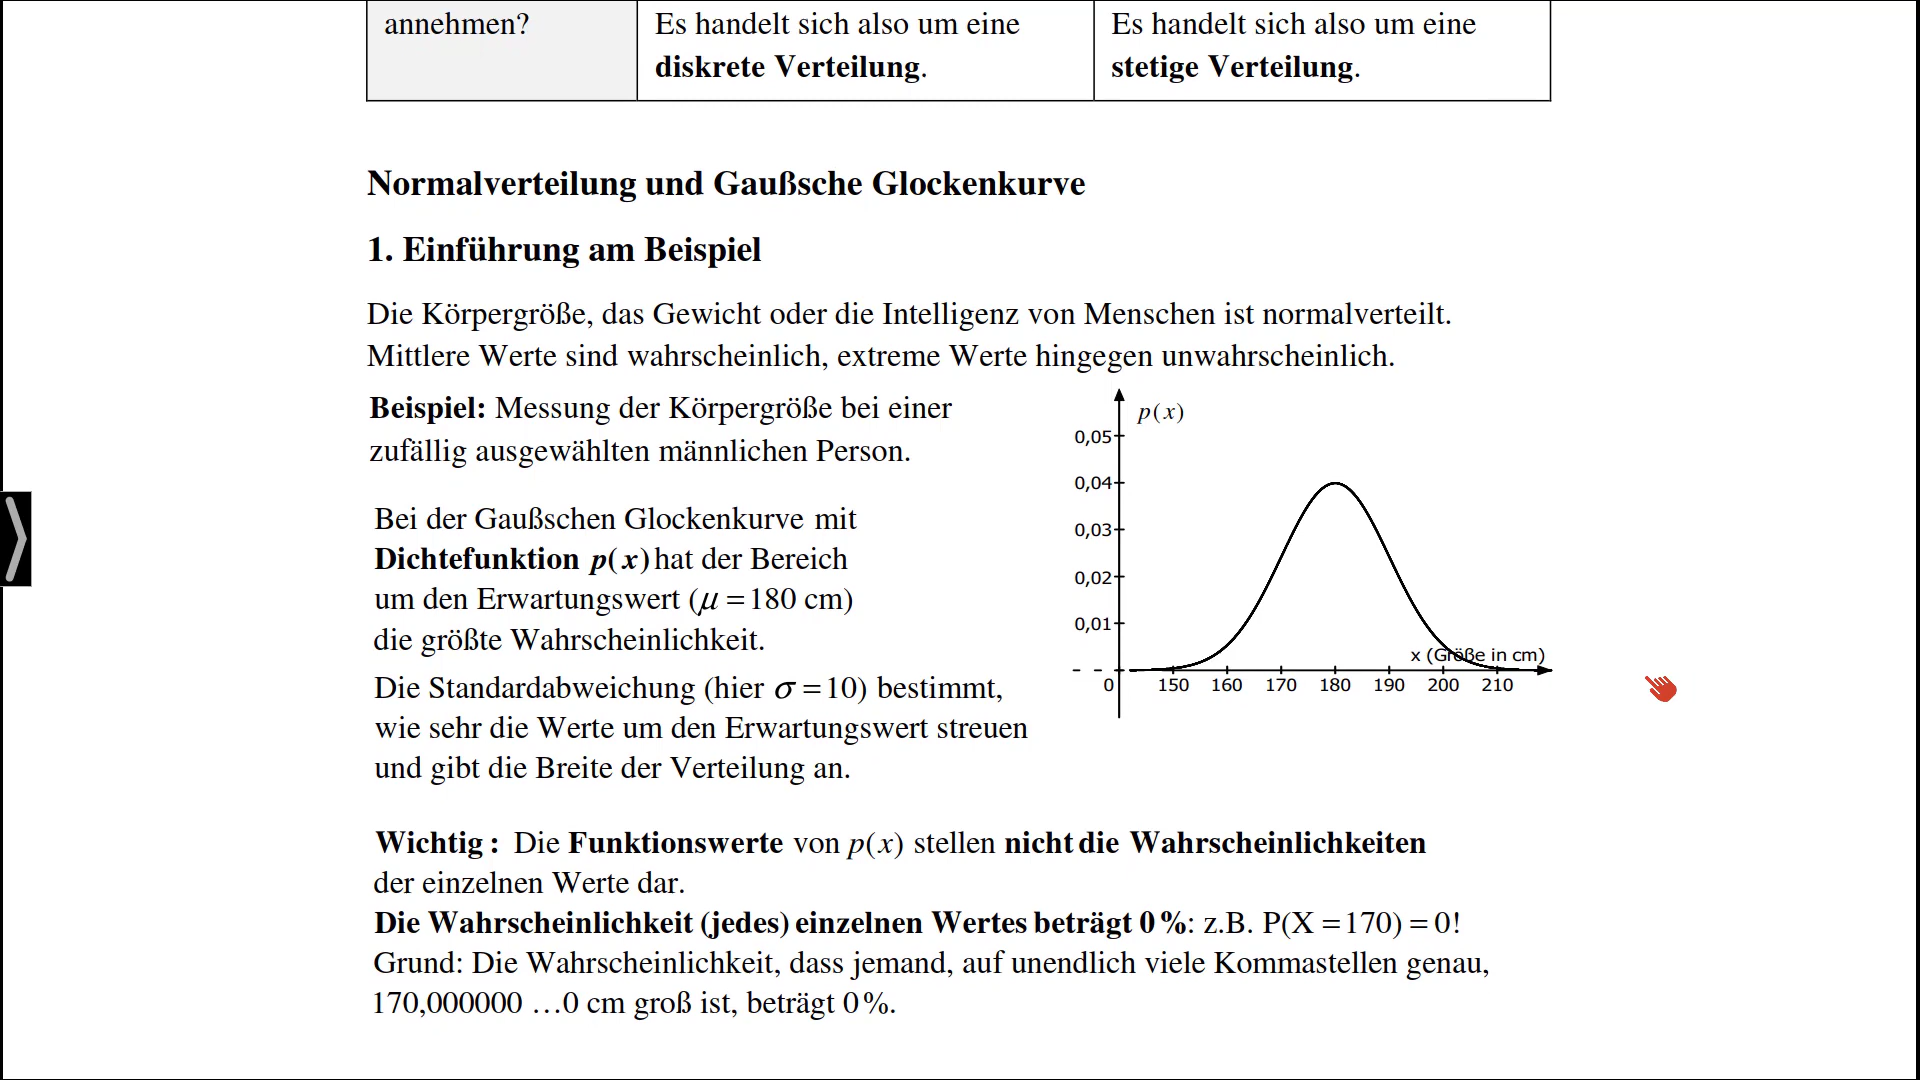 annehmen?
Es handelt sich also um eine
diskrete Verteilung.
Es handelt sich also um eine
stetige Verteilung.
Normalverteilung und Gaußsche Glockenkurve
1. Einführung am Beispiel
Die Körpergröße, das Gewicht oder die Intelligenz von Menschen ist normalverteilt.
Mittlere Werte sind wahrscheinlich, extreme Werte hingegen unwahrscheinlich.
Beispiel: Messung der Körpergröße bei einer
zufällig ausgewählten männlichen Person.
Bei der Gaußschen Glockenkurve mit
Dichtefunktion p(x) hat der Bereich
um den Erwartungswert (μ = 180 cm)
die größte Wahrscheinlichkeit.
Die Standardabweichung (hier σ = 10) bestimmt,
wie sehr die Werte um den Erwartungswert streuen
und gibt die Breite der Verteilung an.
p(x)
0,05
0,04
0,03
0,02
0,01
x (Größe in cm)
0 150 160 170 180 190 200 210
Wichtig: Die Funktionswerte von p(x) stellen nicht die Wahrscheinlichkeiten
der einzelnen Werte dar.
Die Wahrscheinlichkeit (jedes) einzelnen Wertes beträgt 0%: z.B. P(X = 170) = 0!
Grund: Die Wahrscheinlichkeit, dass jemand, auf unendlich viele Kommastellen genau,
170,000000 …0 cm groß ist, beträgt 0%.